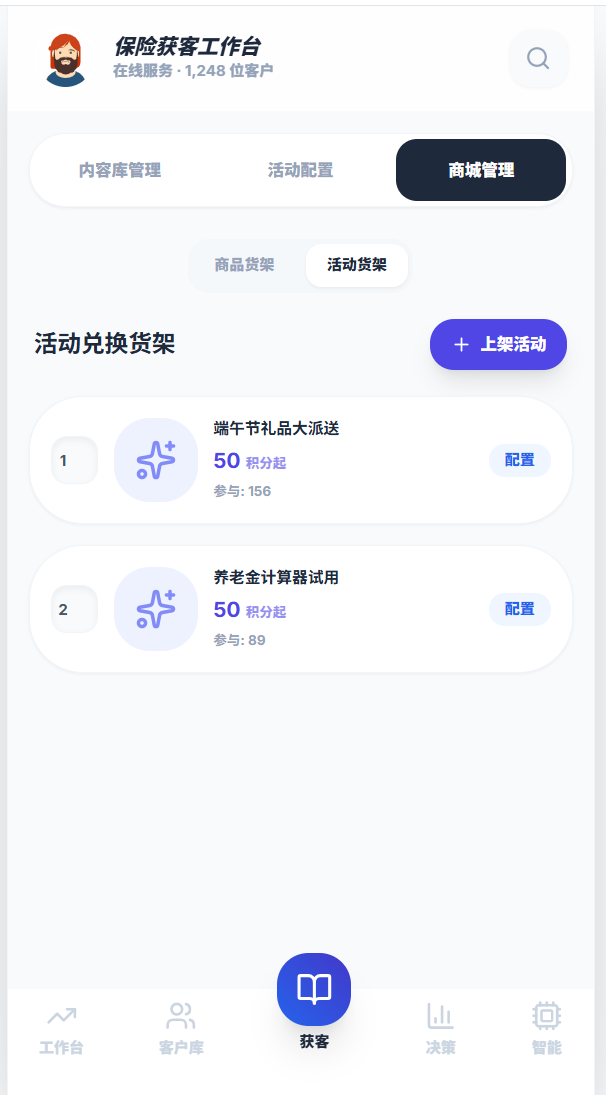 保险获客工作台
在线服务 · 1,248 位客户
内容库管理
活动配置
商城管理
商品货架
活动货架
活动兑换货架
上架活动
1
端午节礼品大派送
50 积分起
参与: 156
配置
2
养老金计算器试用
50 积分起
参与: 89
配置
工作台
客户库
获客
决策
智能